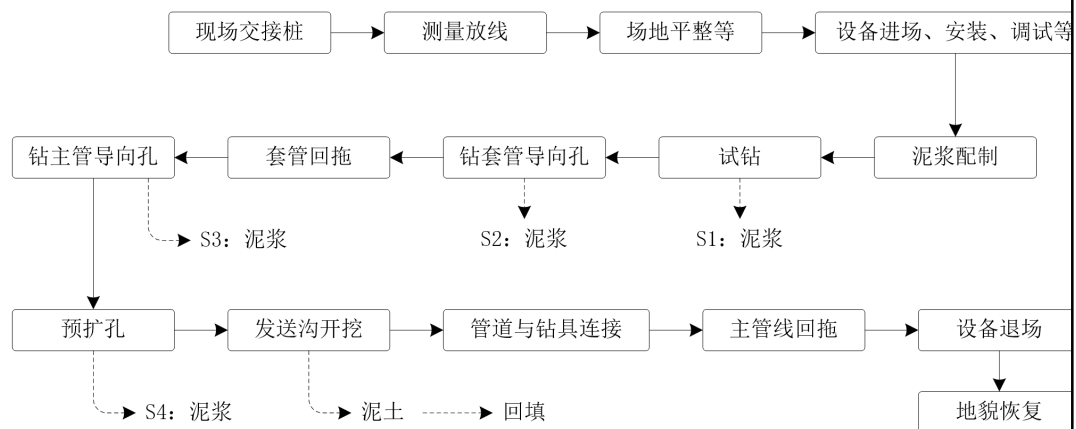 现场交接桩
测量放线
场地平整等
设备进场、安装、调试等
钻主管导向孔
套管回拖
钻套管导向孔
试钻
泥浆配制
S3：泥浆
S2：泥浆
S1：泥浆
预扩孔
发送沟开挖
管道与钻具连接
主管线回拖
设备退场
S4：泥浆
泥土
回填
地貌恢复